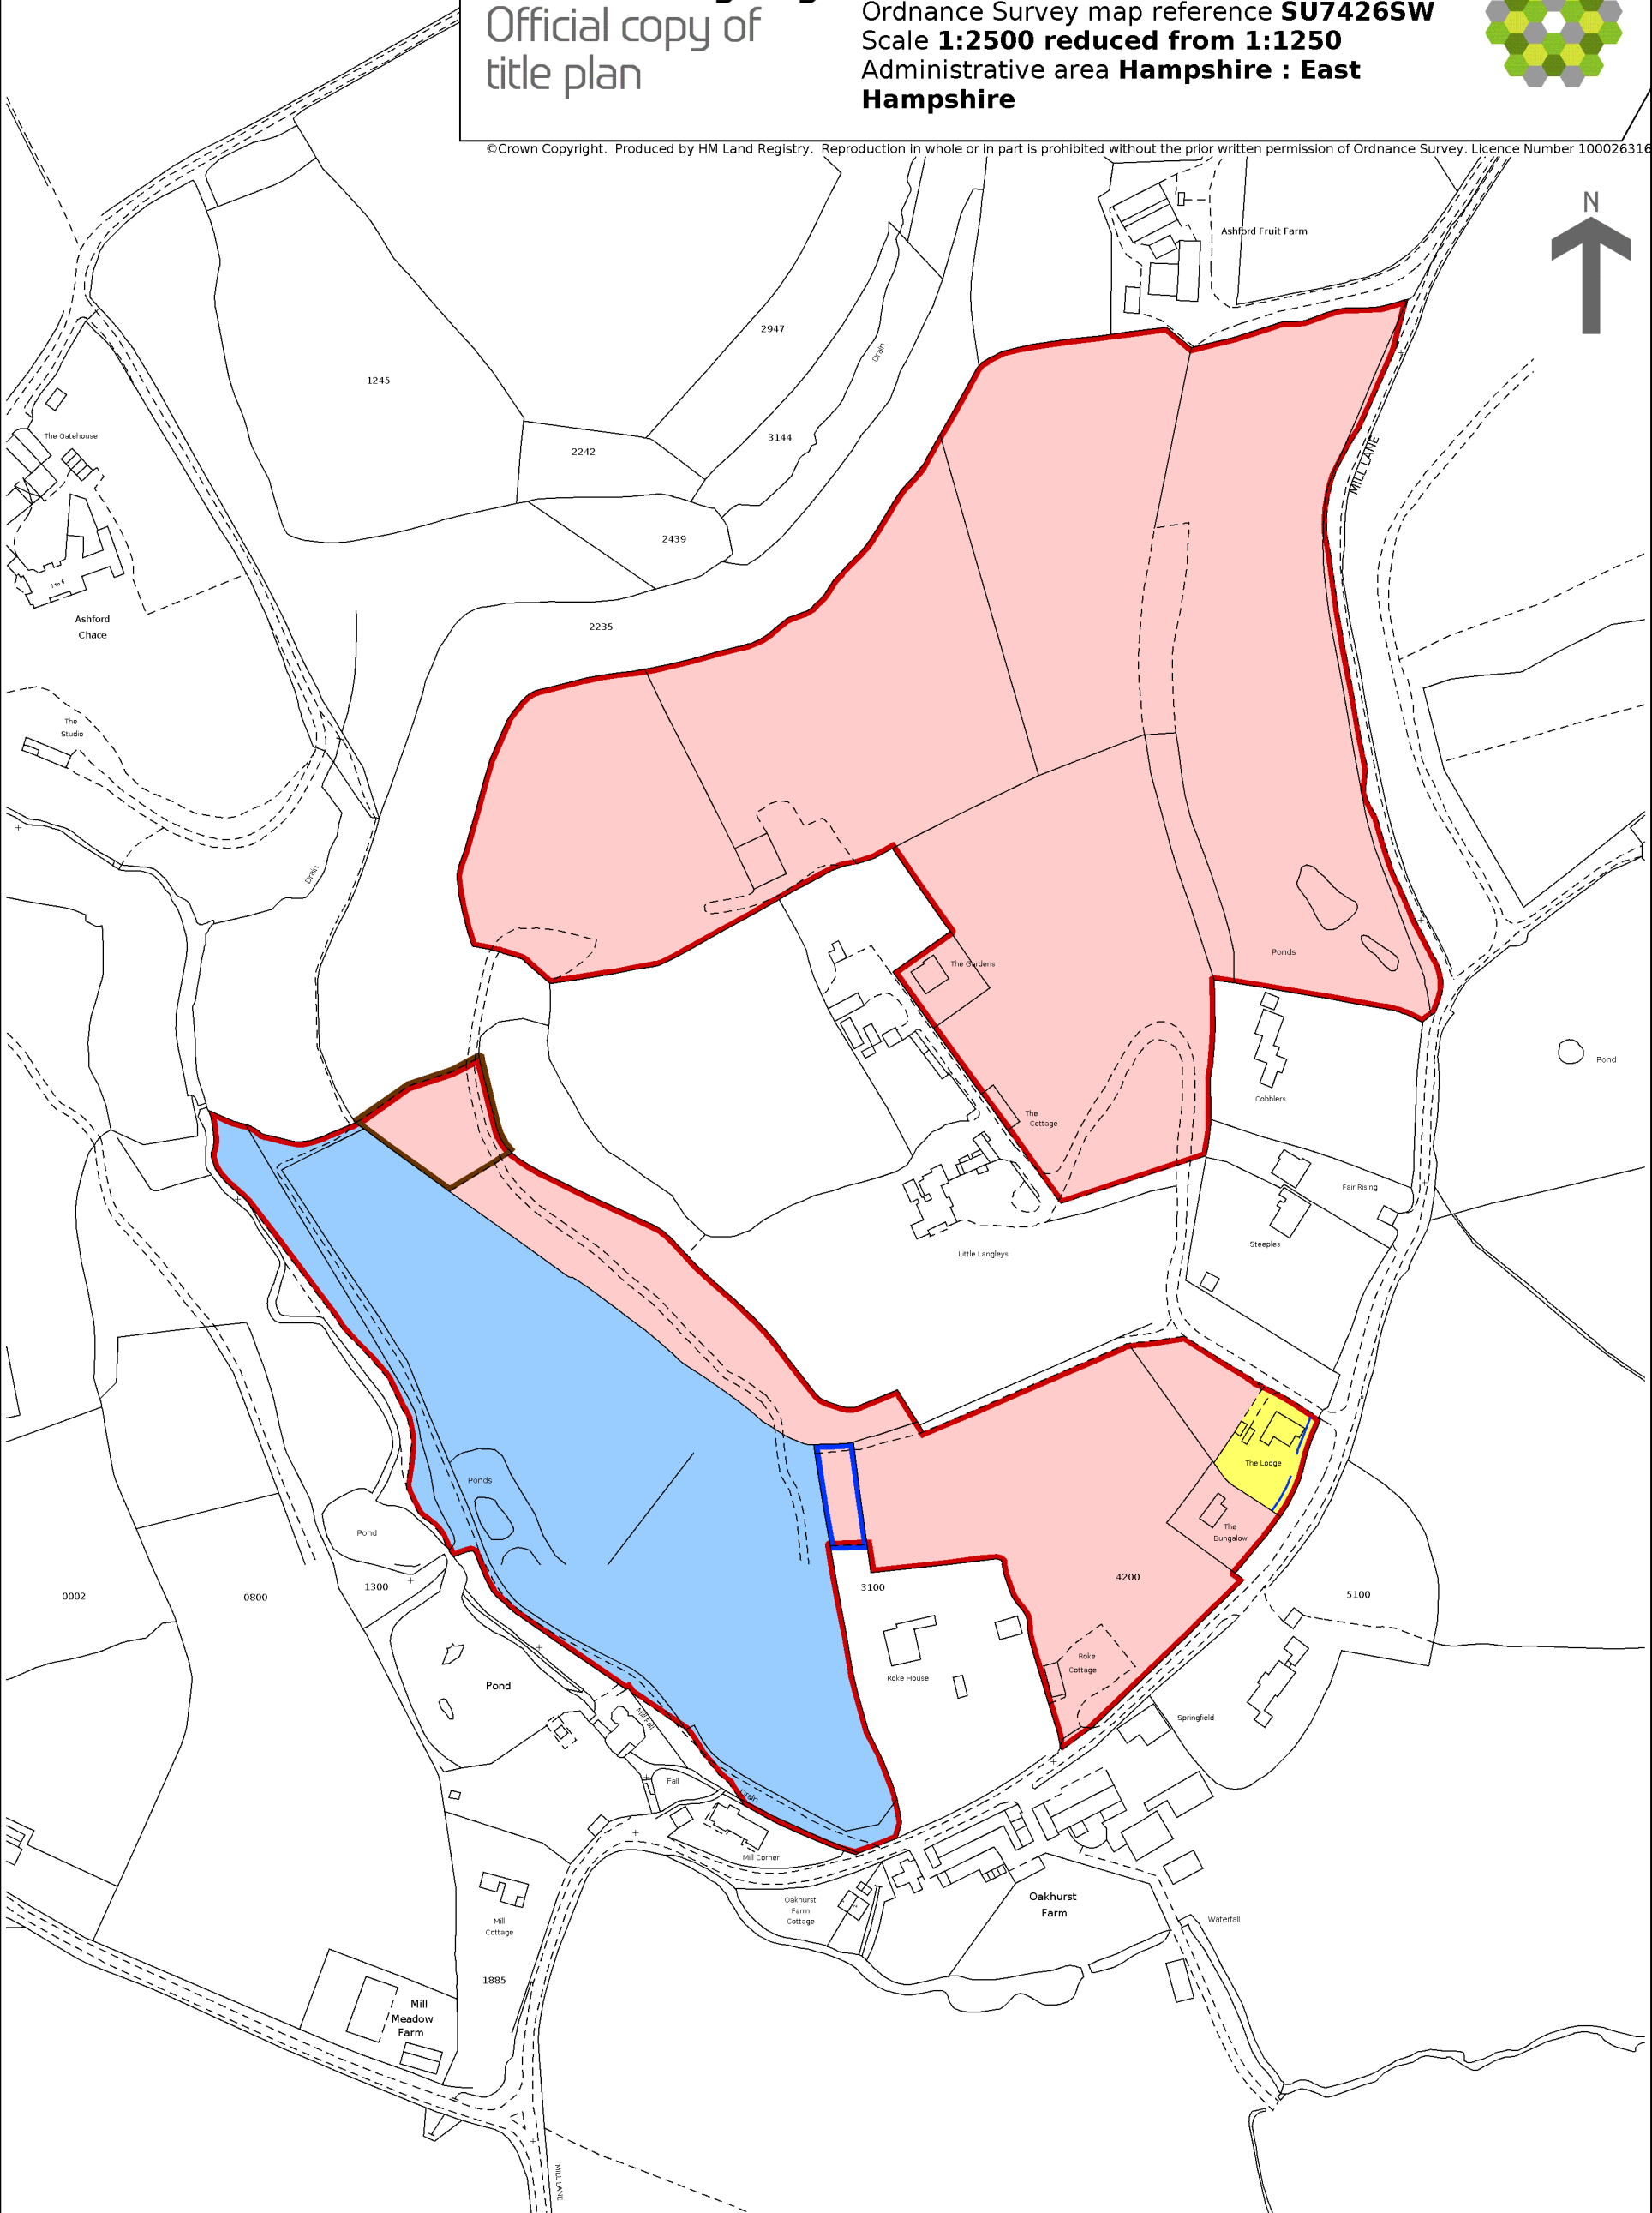 Official copy of
title plan
Ordnance Survey map reference SU7426SW
Scale 1:2500 reduced from 1:1250
Administrative area Hampshire : East
Hampshire
©Crown Copyright. Produced by HM Land Registry. Reproduction in whole or in part is prohibited without the prior written permission of Ordnance Survey. Licence Number 100026316
N
Ashford Fruit Farm
2947
Drain
1245
The Gatehouse
3144
2242
MILL LANE
2439
1 to 6
Ashford
Chace
2235
The
Studio
Drain
Ponds
The Gardens
Pond
Cobblers
The
Cottage
Fair Rising
Steeples
Little Langleys
The Lodge
Ponds
Pond
The
Bungalow
4200
1300
3100
0002
0800
5100
Roke
Cottage
Roke House
Pond
Mill Fall
Springfield
Fall
Drain
Mill Corner
Oakhurst
Farm
Cottage
Oakhurst
Farm
Mill
Cottage
Waterfall
1885
Mill
Meadow
Farm
MILL LANE